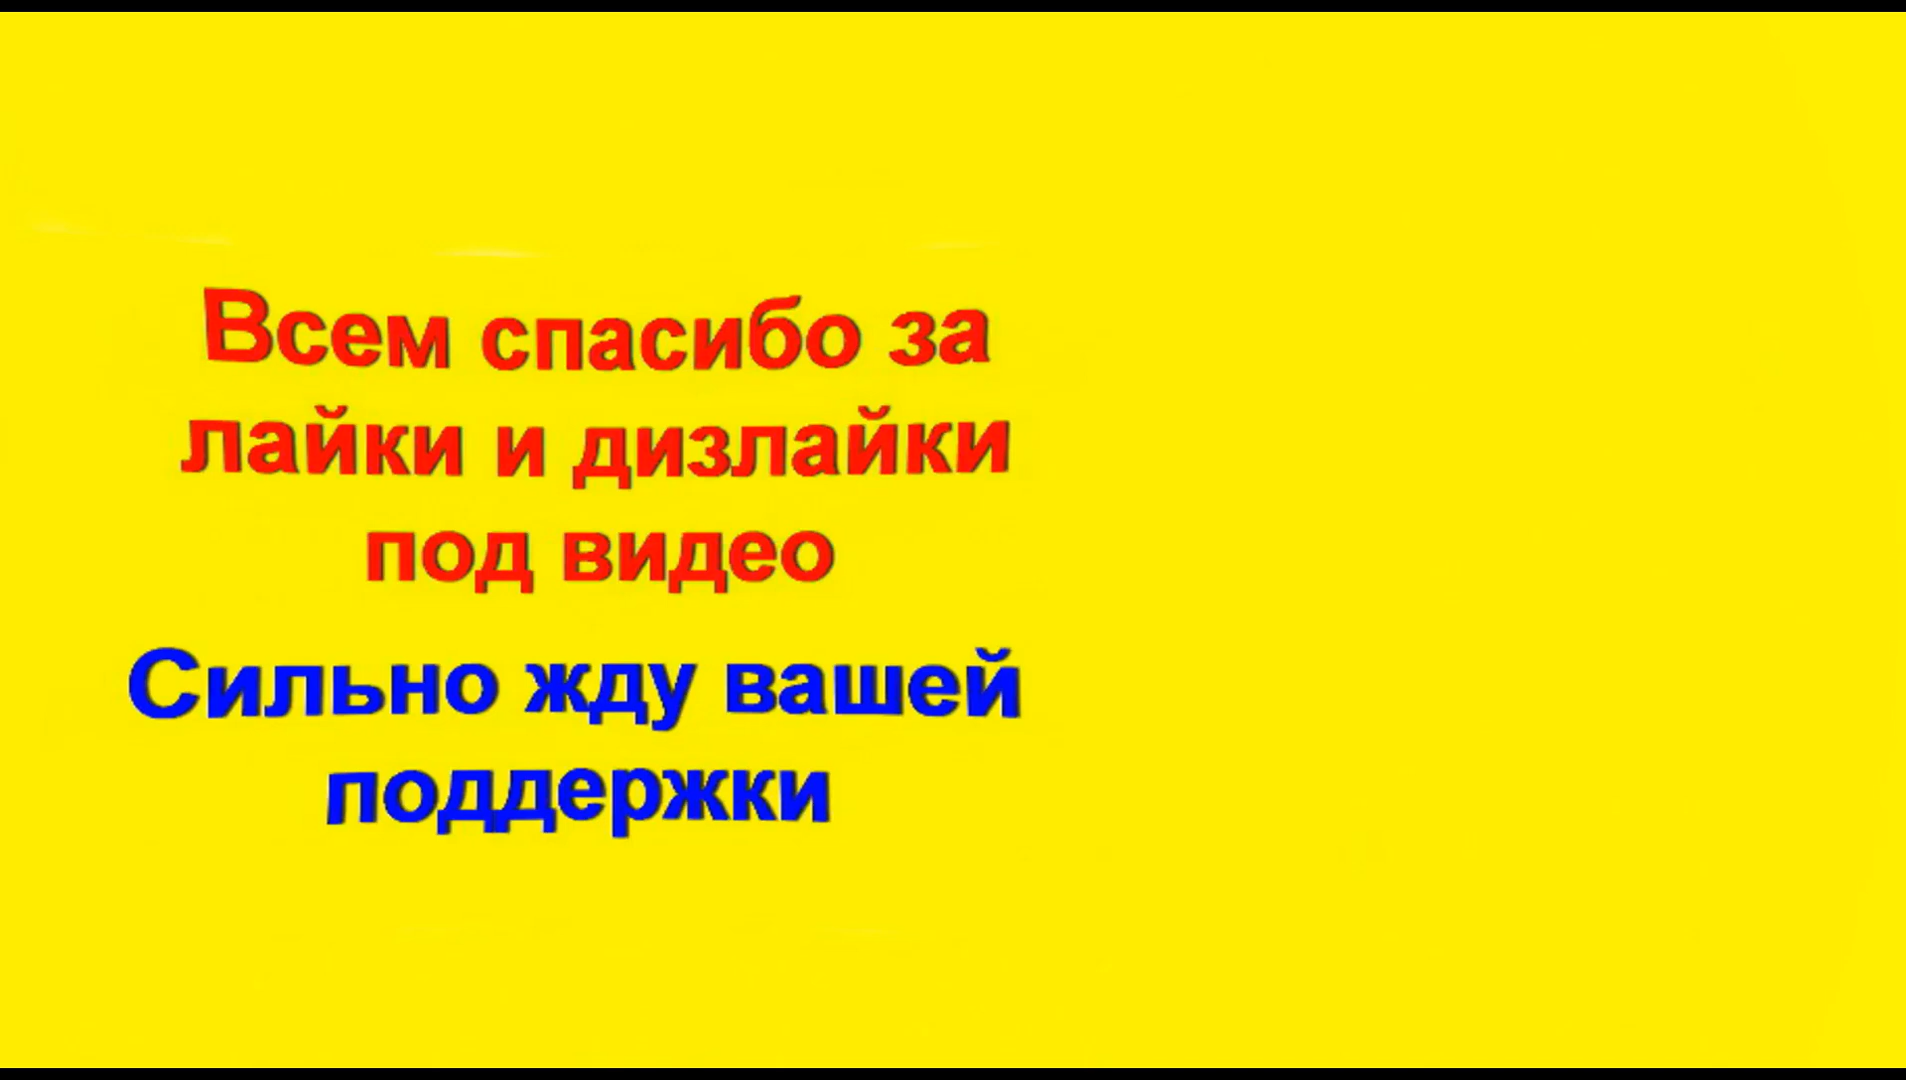 Всем спасибо за
лайки и дизлайки
под видео
Сильно жду вашей
поддержки